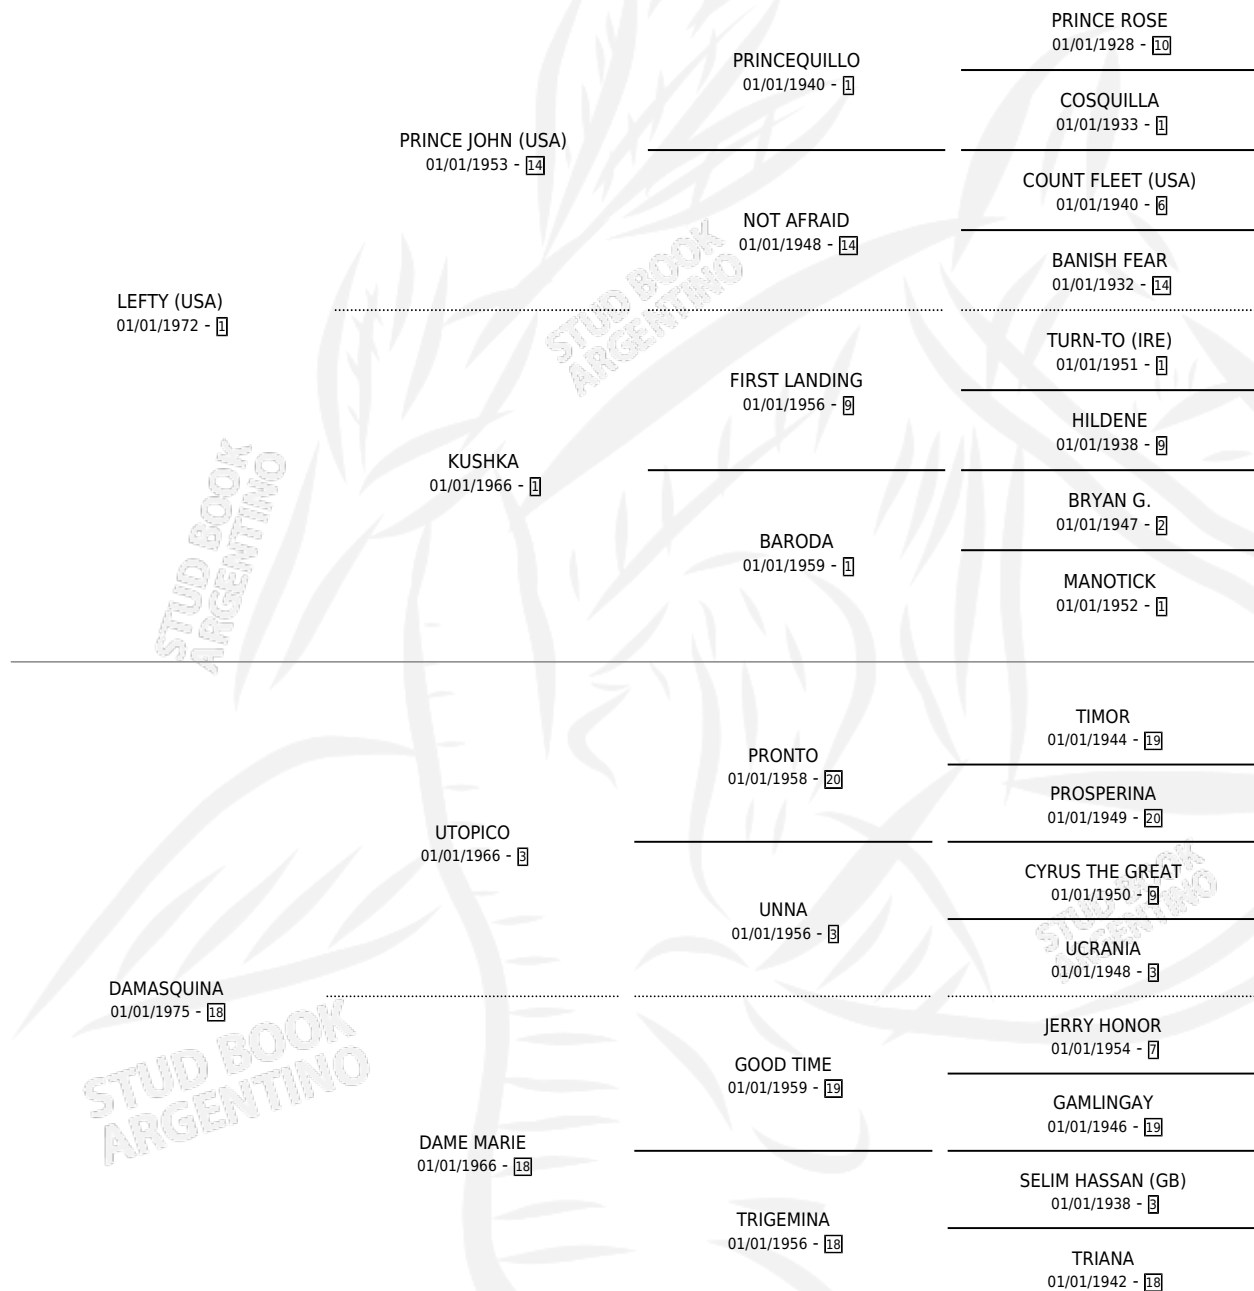 PRINCE ROSE
01/01/1928 - 10
PRINCEQUILLO
01/01/1940 - 1
COSQUILLA
01/01/1933 - 1
PRINCE JOHN (USA)
01/01/1953 - 14
COUNT FLEET (USA)
01/01/1940 - 6
NOT AFRAID
01/01/1948 - 14
BANISH FEAR
01/01/1932 - 14
LEFTY (USA)
01/01/1972 - 1
TURN-TO (IRE)
01/01/1951 - 1
FIRST LANDING
01/01/1956 - 9
HILDENE
01/01/1938 - 9
KUSHKA
01/01/1966 - 1
BRYAN G.
01/01/1947 - 2
BARODA
01/01/1959 - 1
MANOTICK
01/01/1952 - 1
TIMOR
01/01/1944 - 19
PRONTO
01/01/1958 - 20
PROSPERINA
01/01/1949 - 20
UTOPICO
01/01/1966 - 3
CYRUS THE GREAT
01/01/1950 - 9
UNNA
01/01/1956 - 3
UCRANIA
01/01/1948 - 3
DAMASQUINA
01/01/1975 - 18
JERRY HONOR
01/01/1954 - 7
GOOD TIME
01/01/1959 - 19
GAMLINGAY
01/01/1946 - 19
DAME MARIE
01/01/1966 - 18
SELIM HASSAN (GB)
01/01/1938 - 3
TRIGEMINA
01/01/1956 - 18
TRIANA
01/01/1942 - 18
STUD BOOK
ARGENTINO
STUD BOOK
ARGENTINO
STUD BOOK
ARGENTINO
STUD BOOK
ARGENTINO